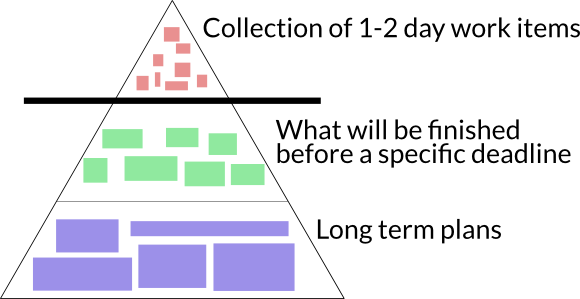 Collection of 1-2 day work items
What will be finished
before a specific deadline
Long term plans